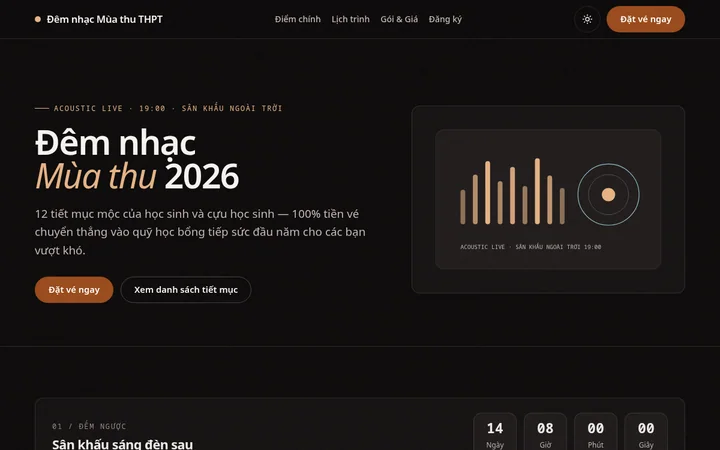 Đêm nhạc Mùa thu THPT
Điểm chính Lịch trình Gói & Giá Đăng ký
Đặt vé ngay
ACOUSTIC LIVE · 19:00 · SÂN KHẤU NGOÀI TRỜI
Đêm nhạc
Mùa thu 2026
12 tiết mục mộc của học sinh và cựu học sinh — 100% tiền vé
chuyển thẳng vào quỹ học bổng tiếp sức đầu năm cho các bạn
vượt khó.
Đặt vé ngay
Xem danh sách tiết mục
ACOUSTIC LIVE · SÂN KHẤU NGOÀI TRỜI 19:00
01 / ĐẾM NGƯỢC
Sân khấu sáng đèn sau
14 08 00 00
Ngày Giờ Phút Giây